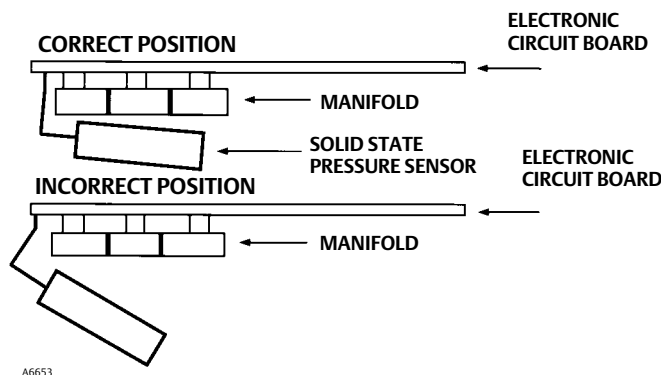 CORRECT POSITION
ELECTRONIC
CIRCUIT BOARD
MANIFOLD
SOLID STATE
PRESSURE SENSOR
INCORRECT POSITION
ELECTRONIC
CIRCUIT BOARD
MANIFOLD
A6653